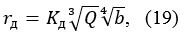 r_д = K_д ∛Q ∜b, (19)